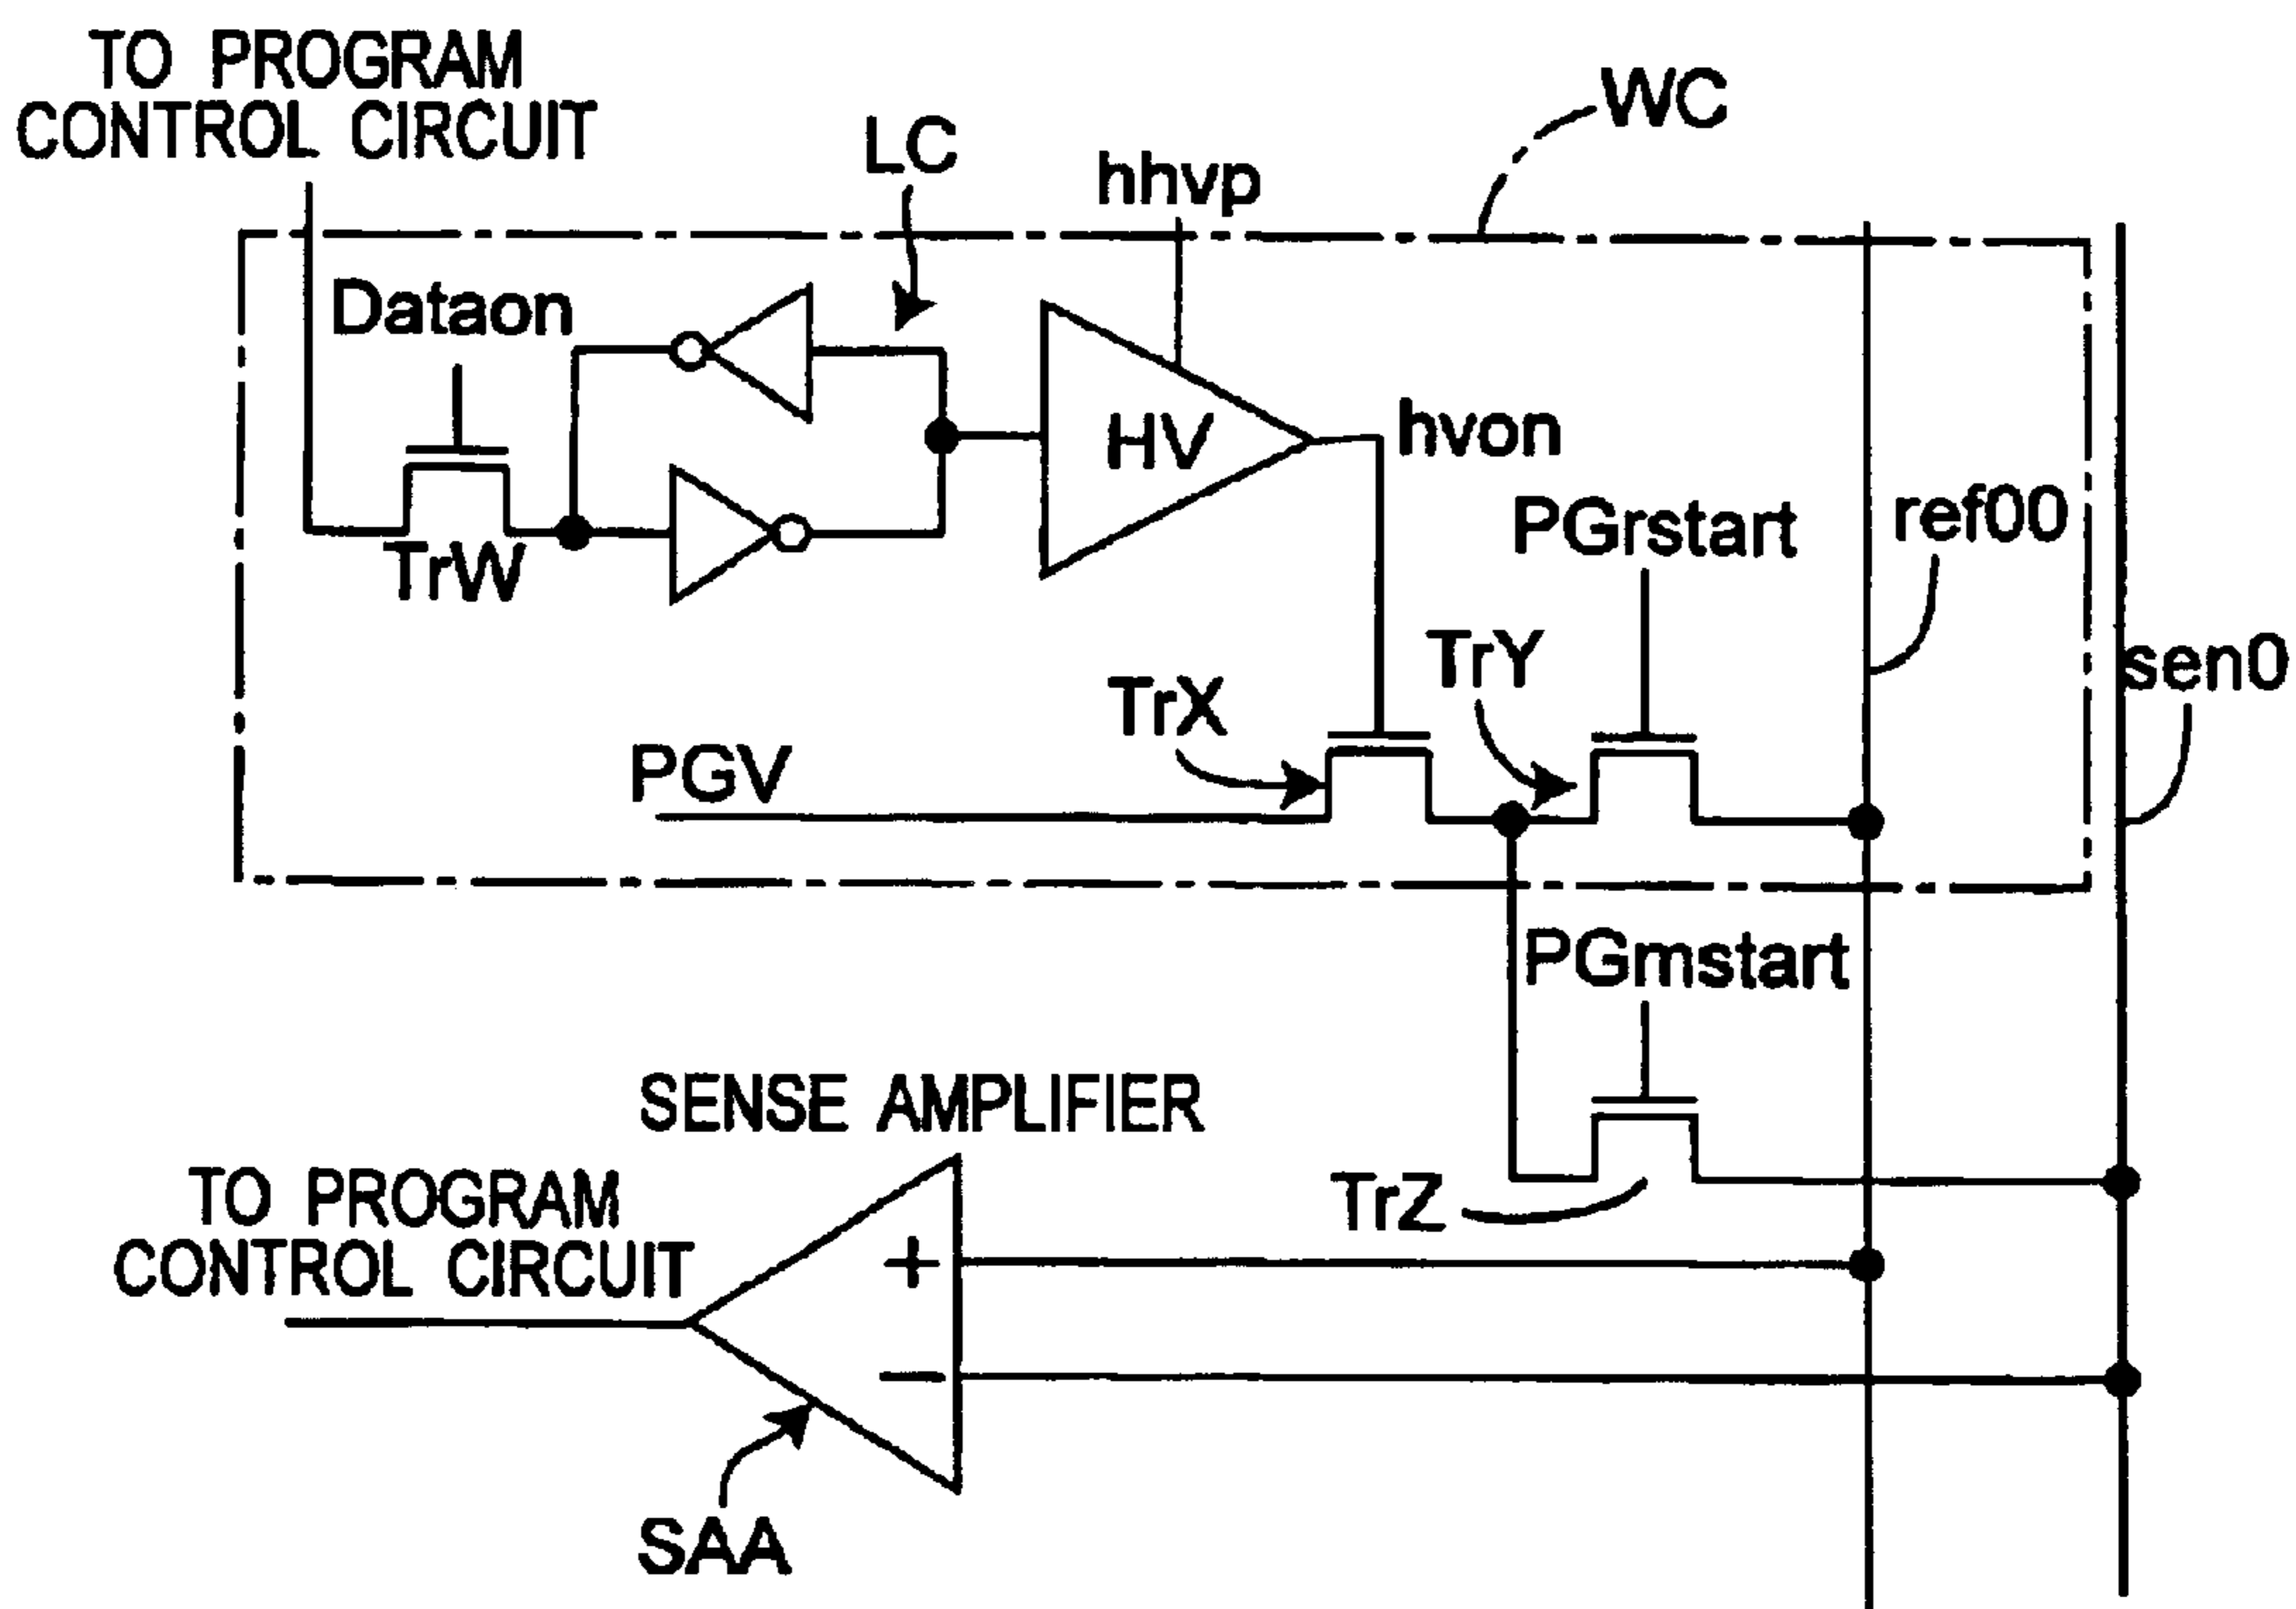 TO PROGRAM
CONTROL CIRCUIT
WC
LC
hhvp
Dataon
HV
hvon
PGrstart
ref00
TrW
TrY
sen0
TrX
PGV
PGmstart
SENSE AMPLIFIER
TO PROGRAM
CONTROL CIRCUIT
TrZ
+
−
SAA